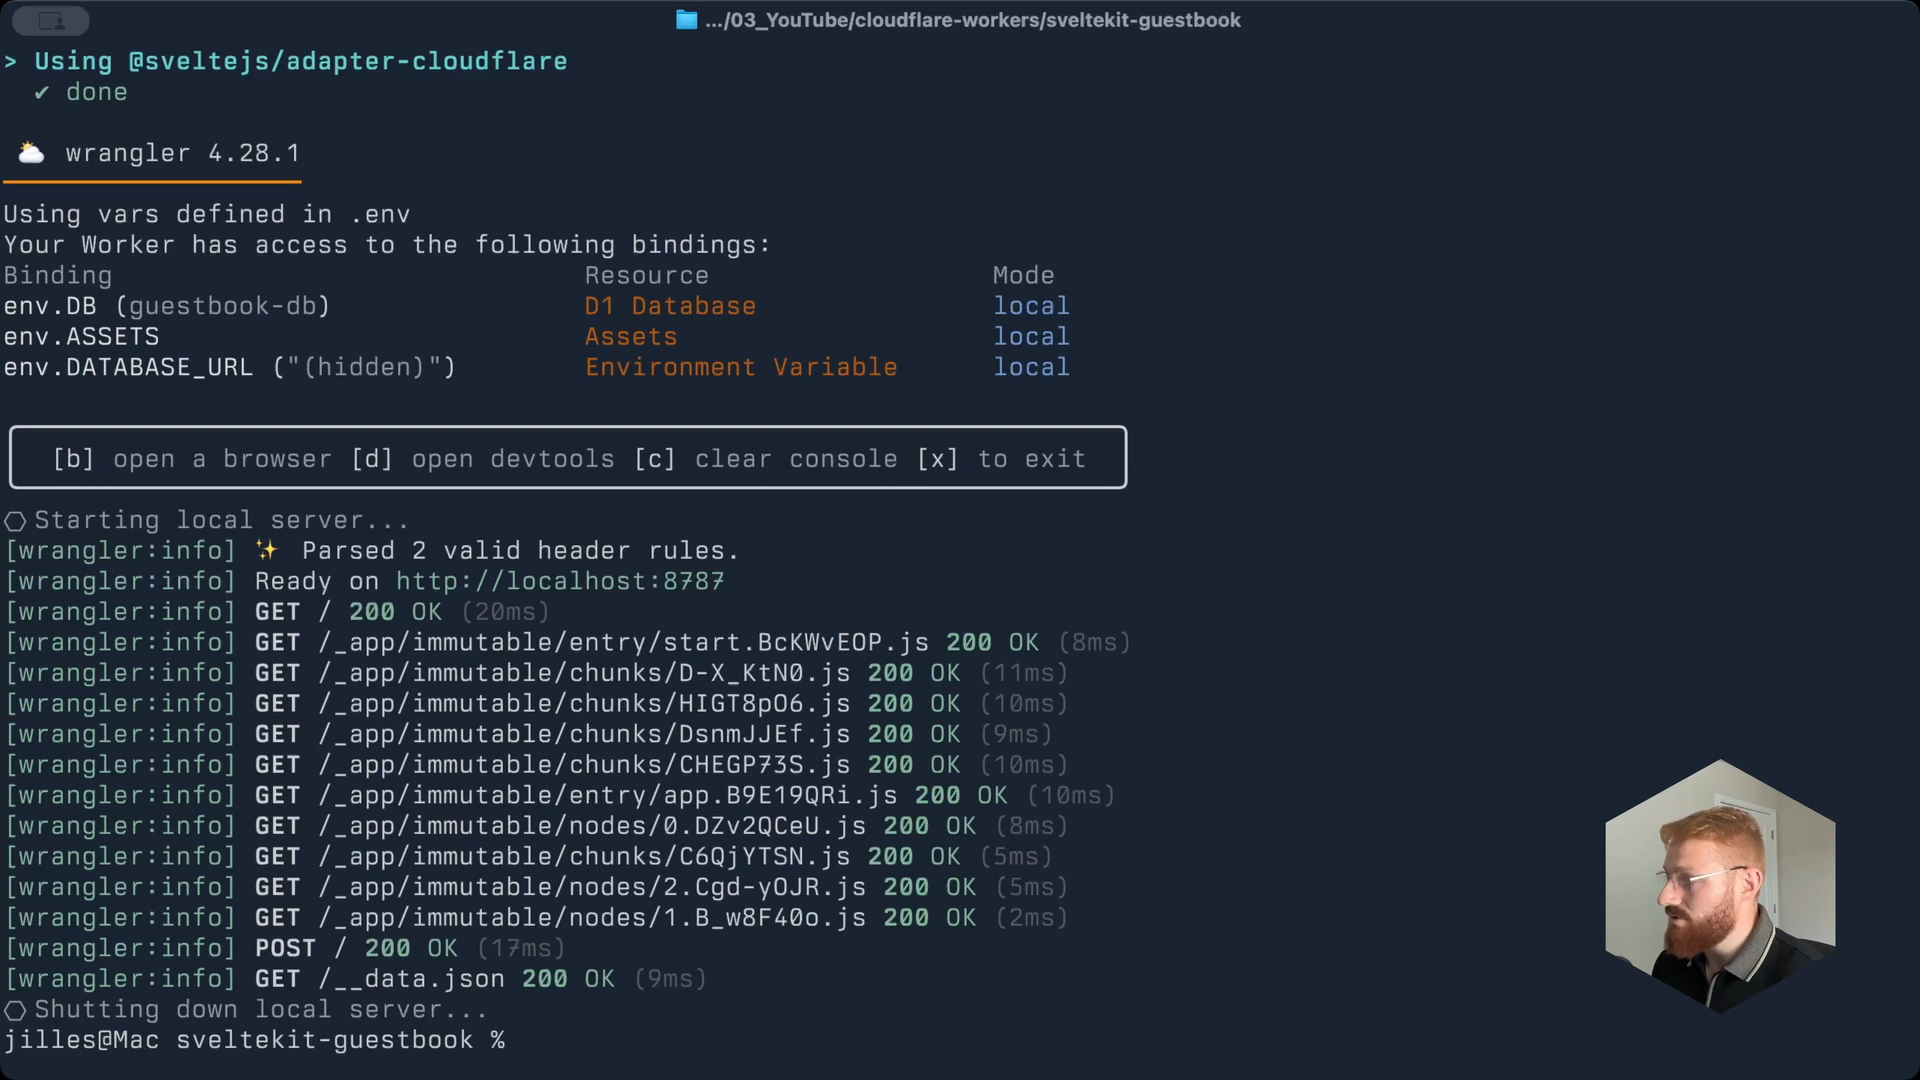 .../03_YouTube/cloudflare-workers/sveltekit-guestbook
> Using @sveltejs/adapter-cloudflare
✔ done
wrangler 4.28.1
Using vars defined in .env
Your Worker has access to the following bindings:
Binding Resource Mode
env.DB (guestbook-db) D1 Database local
env.ASSETS Assets local
env.DATABASE_URL ("(hidden)") Environment Variable local
[b] open a browser [d] open devtools [c] clear console [x] to exit
Starting local server...
[wrangler:info] ✨ Parsed 2 valid header rules.
[wrangler:info] Ready on http://localhost:8787
[wrangler:info] GET / 200 OK (20ms)
[wrangler:info] GET /_app/immutable/entry/start.BcKWvEOP.js 200 OK (8ms)
[wrangler:info] GET /_app/immutable/chunks/D-X_KtN0.js 200 OK (11ms)
[wrangler:info] GET /_app/immutable/chunks/HIGT8pO6.js 200 OK (10ms)
[wrangler:info] GET /_app/immutable/chunks/DsnmJJEf.js 200 OK (9ms)
[wrangler:info] GET /_app/immutable/chunks/CHEGP73S.js 200 OK (10ms)
[wrangler:info] GET /_app/immutable/entry/app.B9E19QRi.js 200 OK (10ms)
[wrangler:info] GET /_app/immutable/nodes/0.DZv2QCeU.js 200 OK (8ms)
[wrangler:info] GET /_app/immutable/chunks/C6QjYTSN.js 200 OK (5ms)
[wrangler:info] GET /_app/immutable/nodes/2.Cgd-yOJR.js 200 OK (5ms)
[wrangler:info] GET /_app/immutable/nodes/1.B_w8F40o.js 200 OK (2ms)
[wrangler:info] POST / 200 OK (17ms)
[wrangler:info] GET /__data.json 200 OK (9ms)
Shutting down local server...
jilles@Mac sveltekit-guestbook %